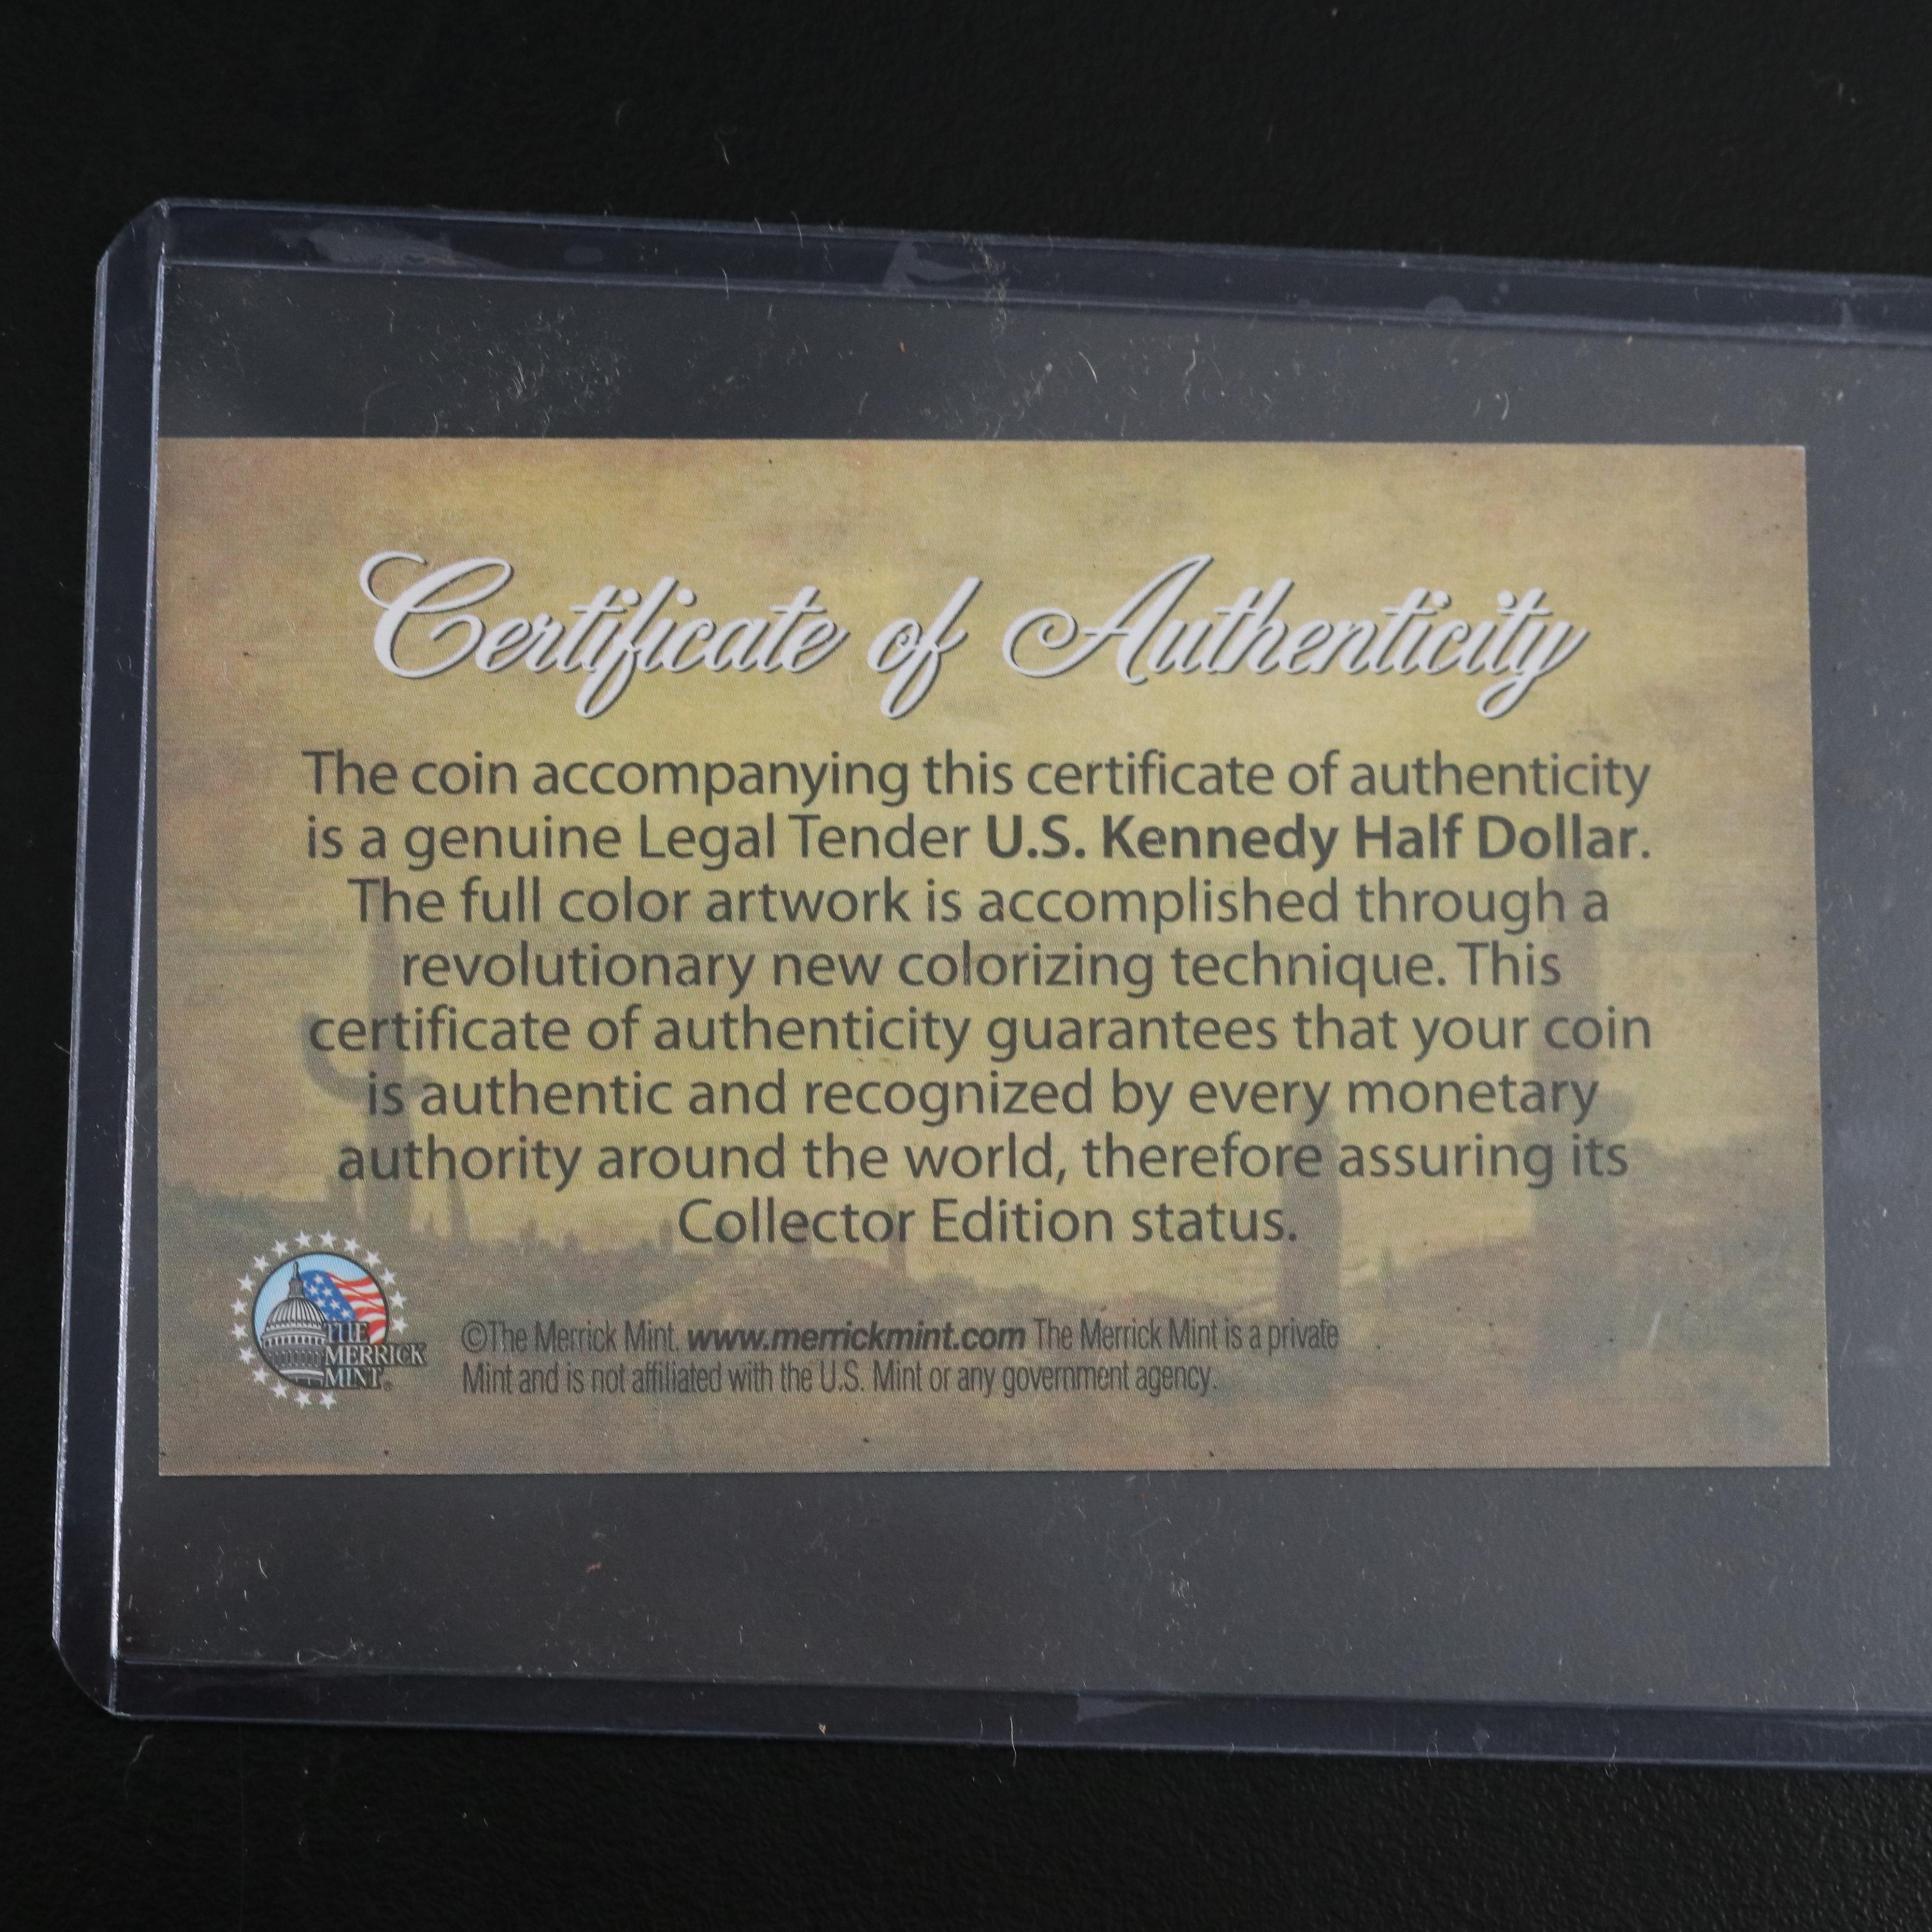 Certificate of Authenticity
The coin accompanying this certificate of authenticity
is a genuine Legal Tender U.S. Kennedy Half Dollar.
The full color artwork is accomplished through a
revolutionary new colorizing technique. This
certificate of authenticity guarantees that your coin
is authentic and recognized by every monetary
authority around the world, therefore assuring its
Collector Edition status.
THE
MERRICK
MINT®
©The Merrick Mint. www.merrickmint.com The Merrick Mint is a private
Mint and is not affiliated with the U.S. Mint or any government agency.